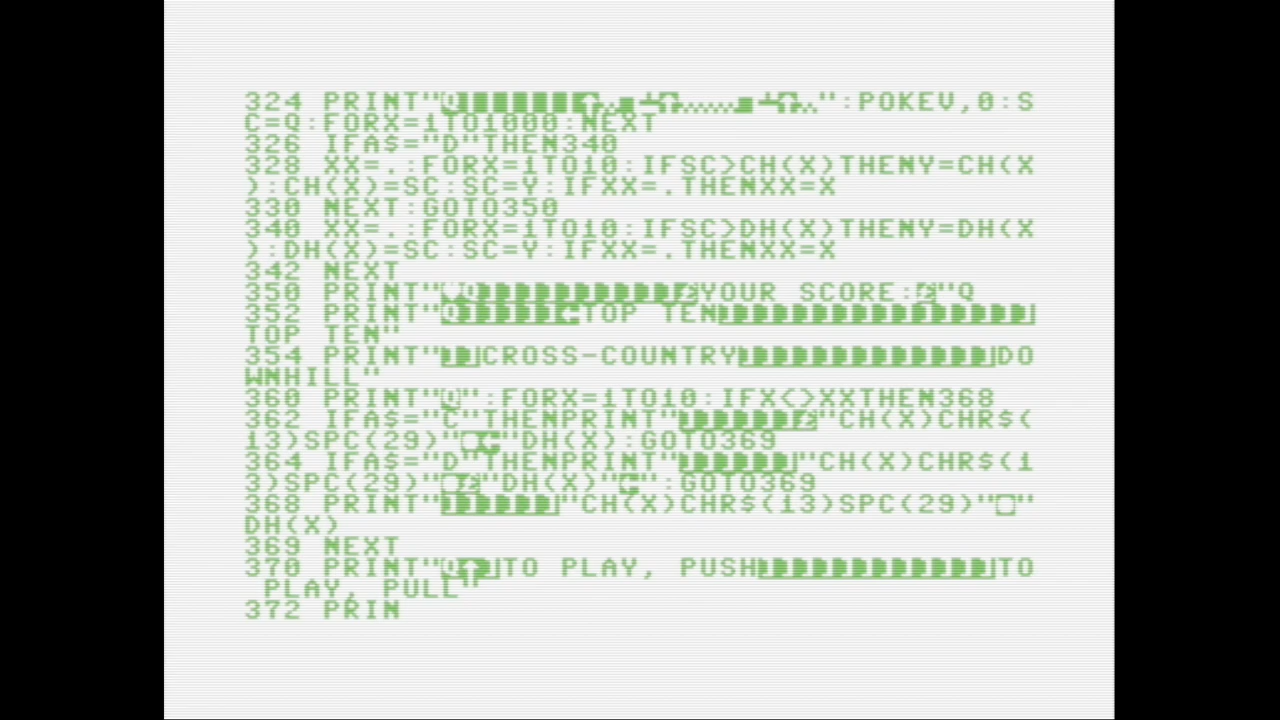 324 PRINT"":POKEV,0:S
C=Q:FORX=1TO1000:NEXT
326 IFA$="D"THEN340
328 XX=.:FORX=1TO10:IFSC>CH(X)THENY=CH(X
):CH(X)=SC:SC=Y:IFXX=.THENXX=X
330 NEXT:GOTO350
340 XX=.:FORX=1TO10:IFSC>DH(X)THENY=DH(X
):DH(X)=SC:SC=Y:IFXX=.THENXX=X
342 NEXT
350 PRINT"YOUR SCORE:"Q
352 PRINT"TOP TEN
TOP TEN"
354 PRINT"CROSS-COUNTRYDO
WNHILL"
360 PRINT"":FORX=1TO10:IFX<>XXTHEN368
362 IFA$="C"THENPRINT""CH(X)CHR$(
13)SPC(29)""DH(X):GOTO369
364 IFA$="D"THENPRINT""CH(X)CHR$(1
3)SPC(29)""DH(X)"":GOTO369
368 PRINT""CH(X)CHR$(13)SPC(29)""
DH(X)
369 NEXT
370 PRINT"TO PLAY, PUSHTO
 PLAY, PULL"
372 PRIN